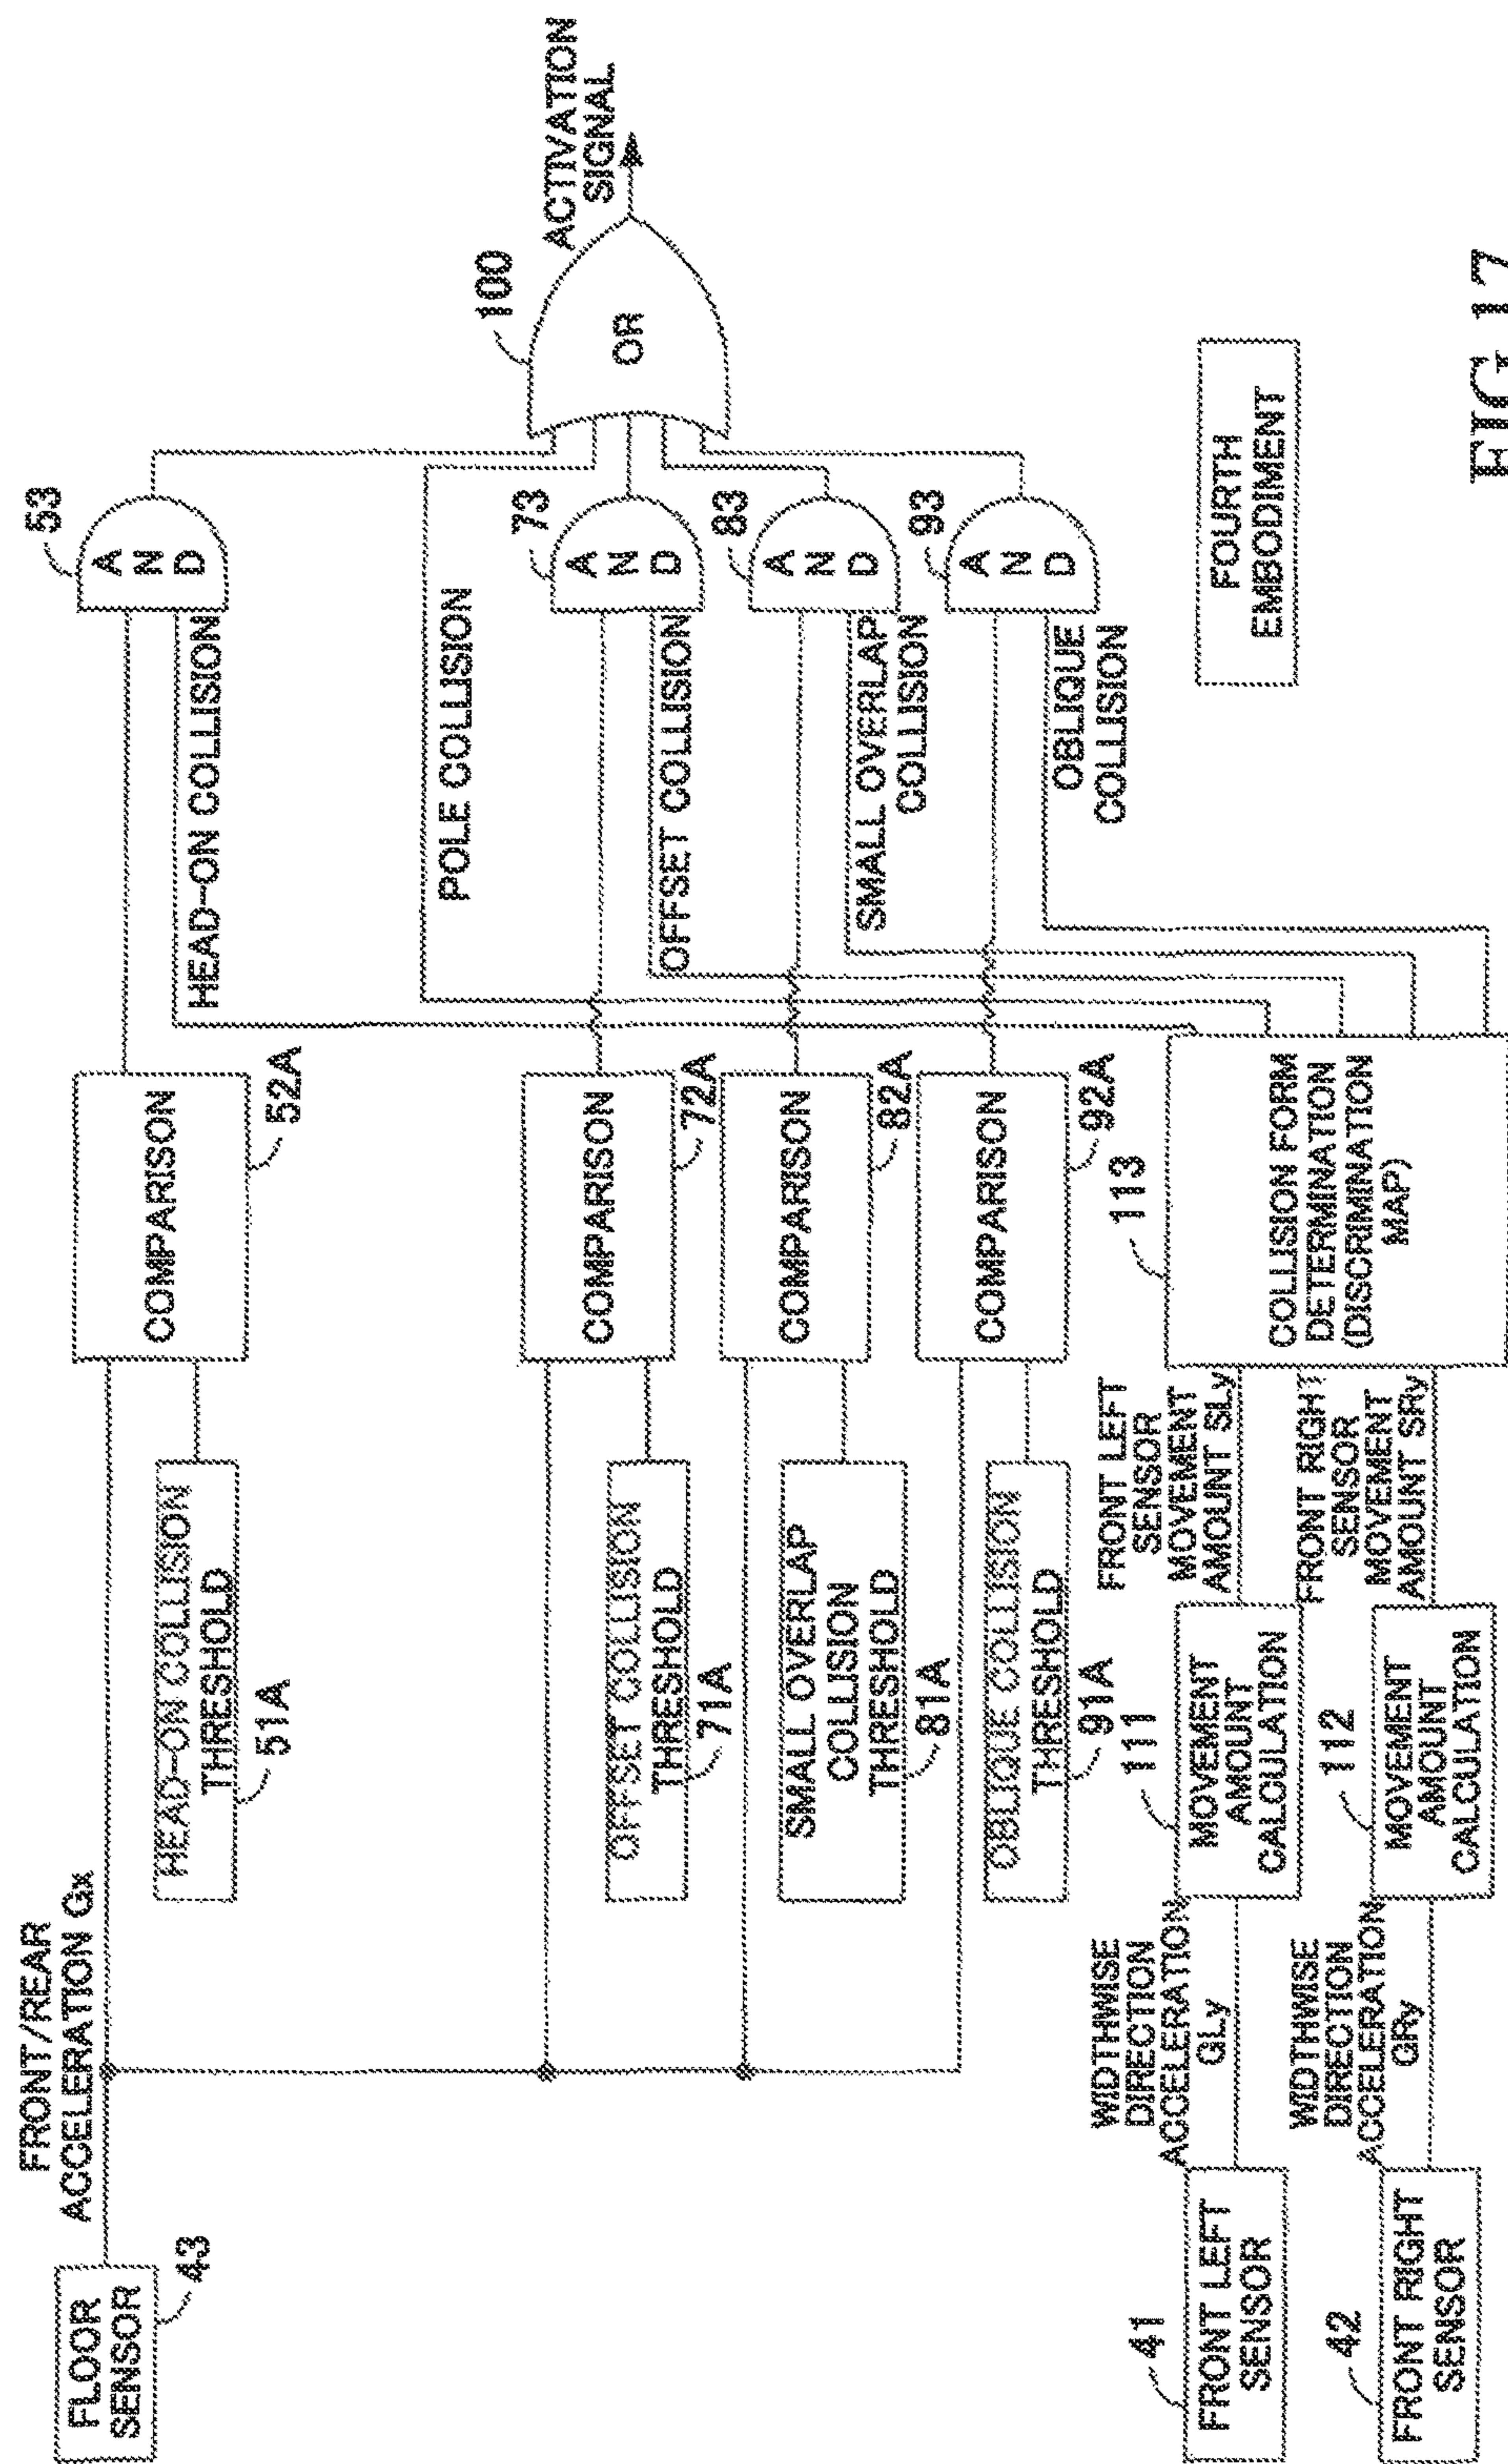 FRONT/REAR
ACCELERATION Gx
FLOOR
SENSOR
43
HEAD-ON COLLISION
THRESHOLD
51A
COMPARISON
52A
HEAD-ON COLLISION
AND
53
POLE COLLISION
OFFSET COLLISION
THRESHOLD
71A
COMPARISON
72A
OFFSET COLLISION
AND
73
SMALL OVERLAP
COLLISION
THRESHOLD
81A
COMPARISON
82A
SMALL OVERLAP
COLLISION
AND
83
OBLIQUE COLLISION
THRESHOLD
91A
COMPARISON
92A
OBLIQUE
COLLISION
AND
93
100
OR
ACTIVATION
SIGNAL
41
FRONT LEFT
SENSOR
WIDTHWISE
DIRECTION
ACCELERATION
GLy
111
MOVEMENT
AMOUNT
CALCULATION
FRONT LEFT
SENSOR
MOVEMENT
AMOUNT SLy
42
FRONT RIGHT
SENSOR
WIDTHWISE
DIRECTION
ACCELERATION
GRy
112
MOVEMENT
AMOUNT
CALCULATION
FRONT RIGHT
SENSOR
MOVEMENT
AMOUNT SRy
113
COLLISION FORM
DETERMINATION
(DISCRIMINATION
MAP)
FOURTH
EMBODIMENT
FIG 17